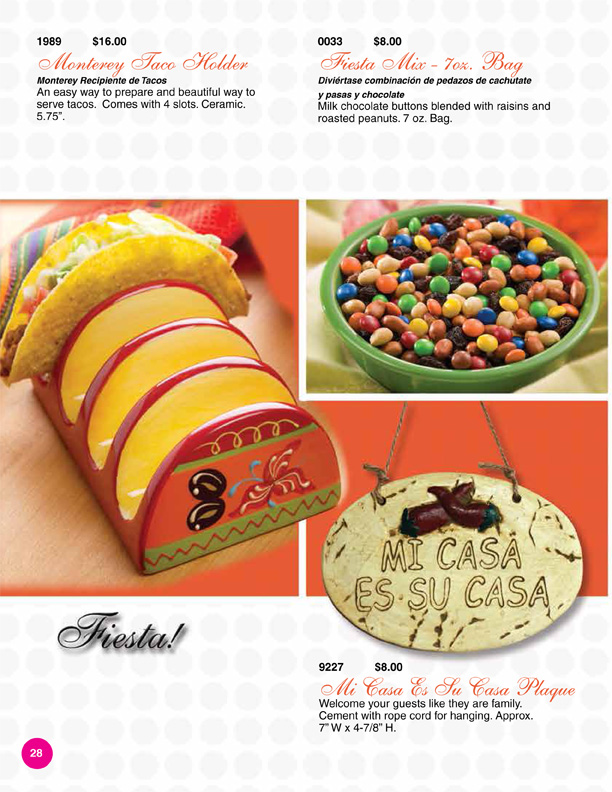 1989 $16.00
Monterey Taco Holder
Monterey Recipiente de Tacos
An easy way to prepare and beautiful way to
serve tacos. Comes with 4 slots. Ceramic.
5.75".
0033 $8.00
Fiesta Mix - 7oz. Bag
Diviértase combinación de pedazos de cachutate
y pasas y chocolate
Milk chocolate buttons blended with raisins and
roasted peanuts. 7 oz. Bag.
MI CASA
ES SU CASA
Fiesta!
9227 $8.00
Mi Casa Es Su Casa Plaque
Welcome your guests like they are family.
Cement with rope cord for hanging. Approx.
7" W x 4-7/8" H.
28